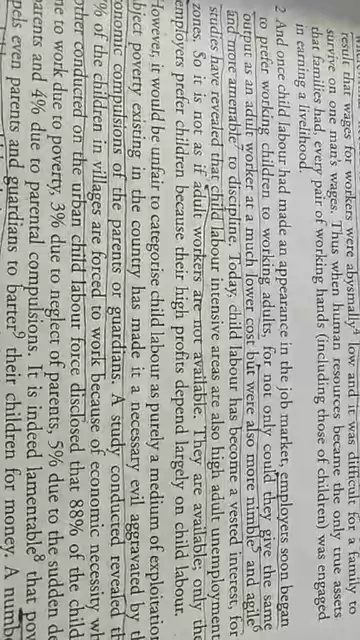 result that wages for workers were abysmally low and it was difficult for a family
survive on one man's wages. Thus when human resources became the only true assets
that families had, every pair of working hands (including those of children) was engaged
in earning a livelihood.
2 And once child labour had made an appearance in the job market, employers soon began
to prefer working children to working adults, for not only could they give the same
output as an adult worker at a much lower cost but were also more nimble5 and agile6
and more amenable to discipline. Today, child labour has become a vested interest, for
studies have revealed that child labour intensive areas are also high adult unemployment
zones. So it is not as if adult workers are not available. They are available; only th
employers prefer children because their high profits depend largely on child labour.
However, it would be unfair to categorise child labour as purely a medium of exploitation
bject poverty existing in the country has made it a necessary evil aggravated by th
onomic compulsions of the parents or guardians. A study conducted revealed th
% of the children in villages are forced to work because of economic necessity wh
other conducted on the urban child labour force disclosed that 88% of the child
ne to work due to poverty, 3% due to neglect of parents, 5% due to the sudden de
parents and 4% due to parental compulsions. It is indeed lamentable8 that pov
pels even parents and guardians to barter9 their children for money. A numb